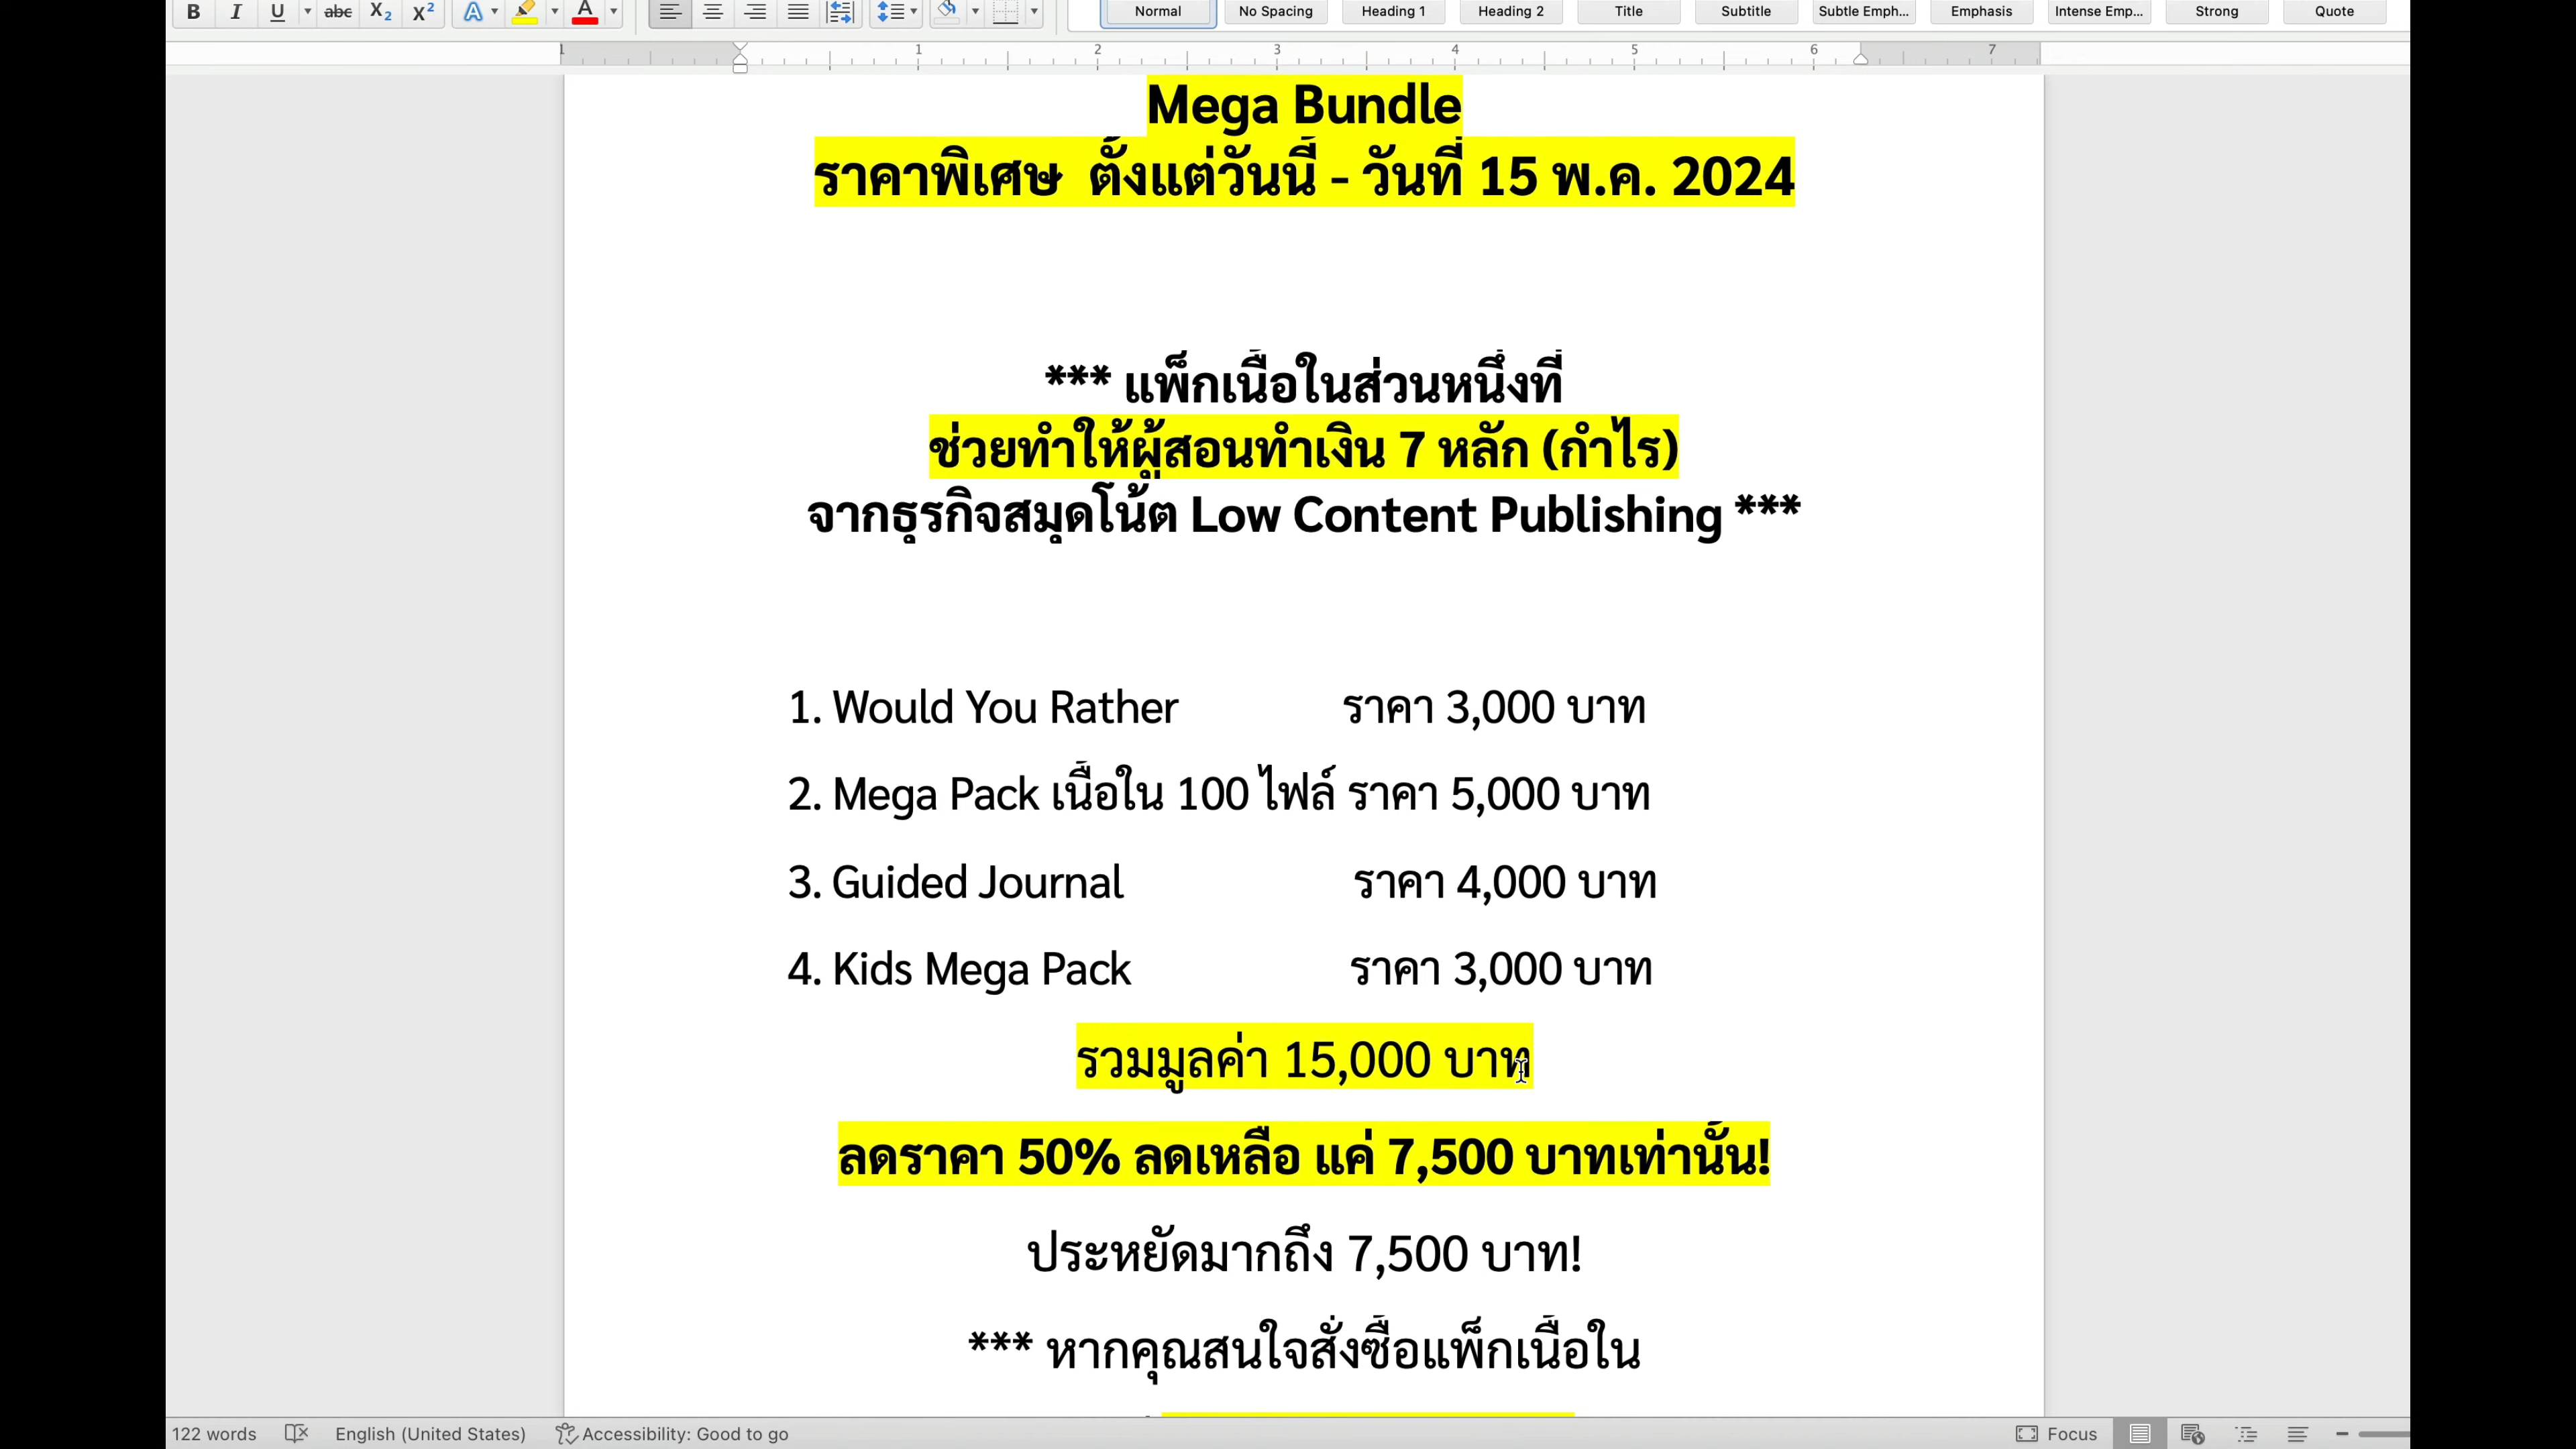 B I U abc X₂ X² A A
Normal No Spacing Heading 1 Heading 2 Title Subtitle Subtle Emph... Emphasis Intense Emp... Strong Quote
1 1 2 3 4 5 6 7
Mega Bundle
ราคาพิเศษ ตั้งแต่วันนี้ - วันที่ 15 พ.ค. 2024
*** แพ็กเนื้อในส่วนหนึ่งที่
ช่วยทำให้ผู้สอนทำเงิน 7 หลัก (กำไร)
จากธุรกิจสมุดโน้ต Low Content Publishing ***
1. Would You Rather ราคา 3,000 บาท
2. Mega Pack เนื้อใน 100 ไฟล์ ราคา 5,000 บาท
3. Guided Journal ราคา 4,000 บาท
4. Kids Mega Pack ราคา 3,000 บาท
รวมมูลค่า 15,000 บาท
ลดราคา 50% ลดเหลือ แค่ 7,500 บาทเท่านั้น!
ประหยัดมากถึง 7,500 บาท!
*** หากคุณสนใจสั่งซื้อแพ็กเนื้อใน
122 words English (United States) Accessibility: Good to go Focus